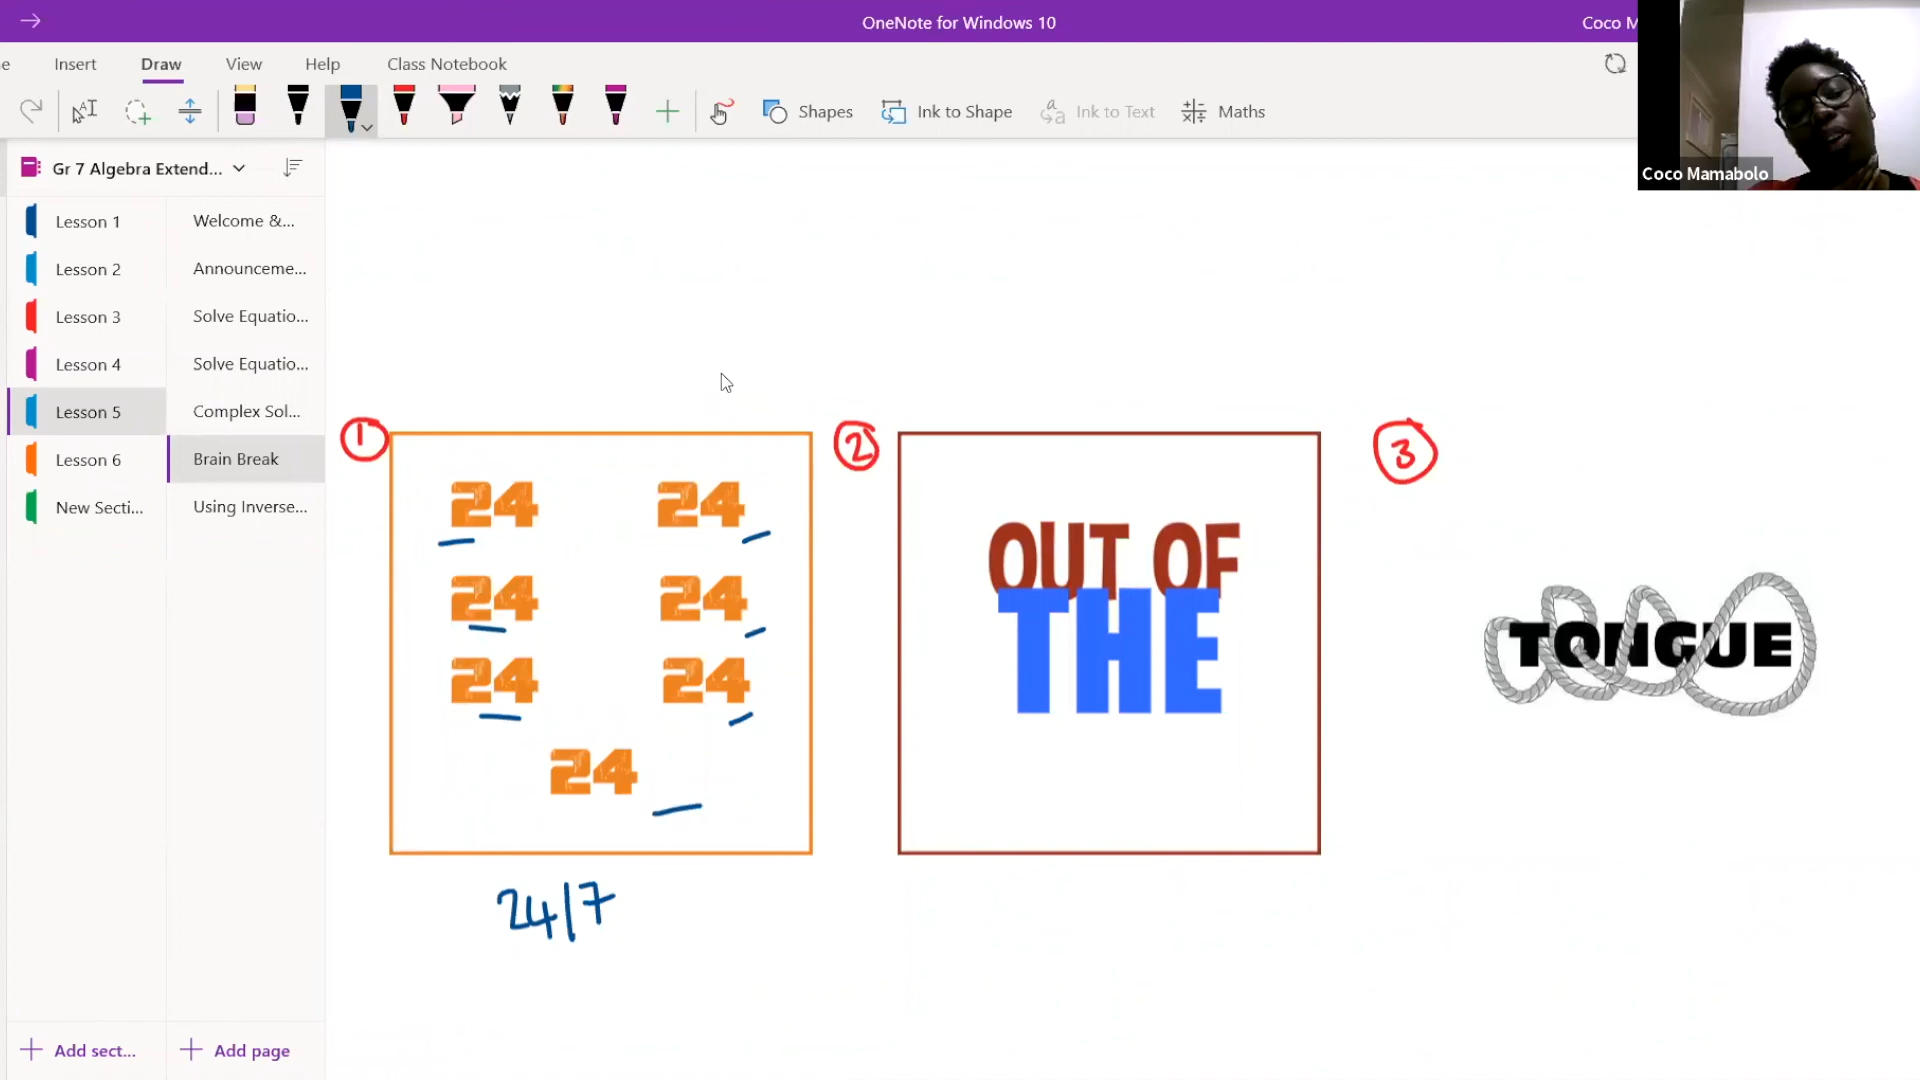 OneNote for Windows 10
Coco M
e
Insert
Draw
View
Help
Class Notebook
Shapes
Ink to Shape
Ink to Text
Maths
Coco Mamabolo
Gr 7 Algebra Extend...
Lesson 1
Lesson 2
Lesson 3
Lesson 4
Lesson 5
Lesson 6
New Secti...
Welcome &...
Announceme...
Solve Equatio...
Solve Equatio...
Complex Sol...
Brain Break
Using Inverse...
1
24 24
24 24
24 24
24
24/7
2
OUT OF
THE
3
TONGUE
Add sect...
Add page